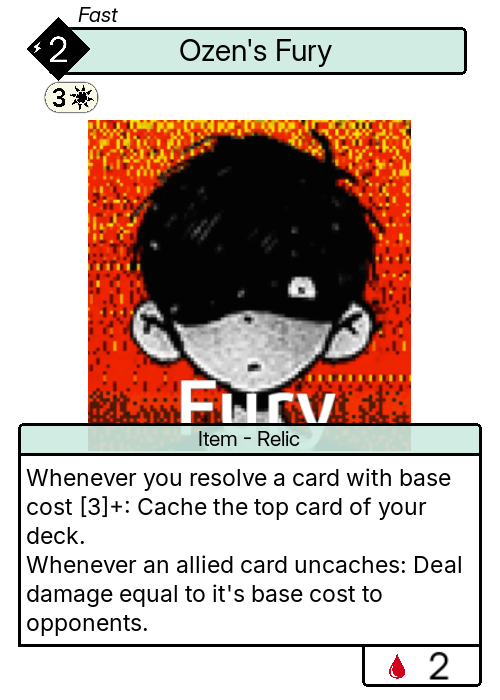 Fast
2
Ozen's Fury
3
Fury
Item - Relic
Whenever you resolve a card with base
cost [3]+: Cache the top card of your
deck.
Whenever an allied card uncaches: Deal
damage equal to it's base cost to
opponents.
2